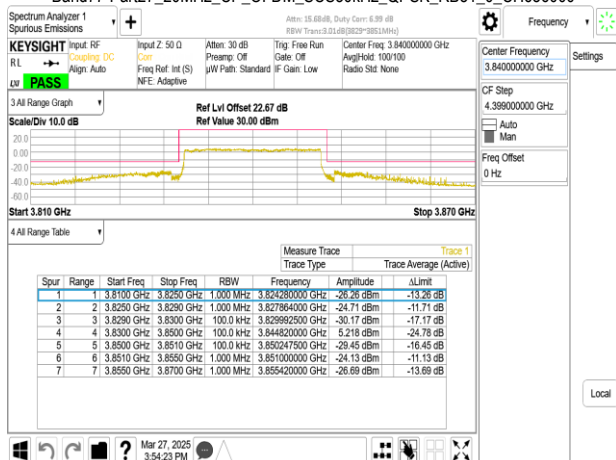 Spectrum Analyzer 1
Spurious Emissions
Attn: 15.68dB, Duty Corr: 6.99 dB
RBW Trans:3.01dB(3829~3851MHz)
Frequency
Settings
KEYSIGHT
RL
PASS
Input: RF
Coupling: DC
Align: Auto
Input Z: 50 Ω
Corr
Freq Ref: Int (S)
NFE: Adaptive
Atten: 30 dB
Preamp: Off
µW Path: Standard
Trig: Free Run
Gate: Off
IF Gain: Low
Center Freq: 3.840000000 GHz
Avg|Hold: 100/100
Radio Std: None
Center Frequency
3.840000000 GHz
CF Step
4.399000000 GHz
Auto
Man
Freq Offset
0 Hz
3 All Range Graph
Scale/Div 10.0 dB
Ref Lvl Offset 22.67 dB
Ref Value 30.00 dBm
20.0
0.00
-20.0
-40.0
-60.0
Start 3.810 GHz
Stop 3.870 GHz
4 All Range Table
Measure Trace Trace 1
Trace Type Trace Average (Active)
Spur Range Start Freq Stop Freq RBW Frequency Amplitude ΔLimit
1 1 3.8100 GHz 3.8250 GHz 1.000 MHz 3.824280000 GHz -26.26 dBm -13.26 dB
2 2 3.8250 GHz 3.8290 GHz 1.000 MHz 3.827864000 GHz -24.71 dBm -11.71 dB
3 3 3.8290 GHz 3.8300 GHz 100.0 kHz 3.829992500 GHz -30.17 dBm -17.17 dB
4 4 3.8300 GHz 3.8500 GHz 100.0 kHz 3.844820000 GHz 5.218 dBm -24.78 dB
5 5 3.8500 GHz 3.8510 GHz 100.0 kHz 3.850247500 GHz -29.45 dBm -16.45 dB
6 6 3.8510 GHz 3.8550 GHz 1.000 MHz 3.851000000 GHz -24.13 dBm -11.13 dB
7 7 3.8550 GHz 3.8700 GHz 1.000 MHz 3.855420000 GHz -26.69 dBm -13.69 dB
Local
?
Mar 27, 2025
3:54:23 PM